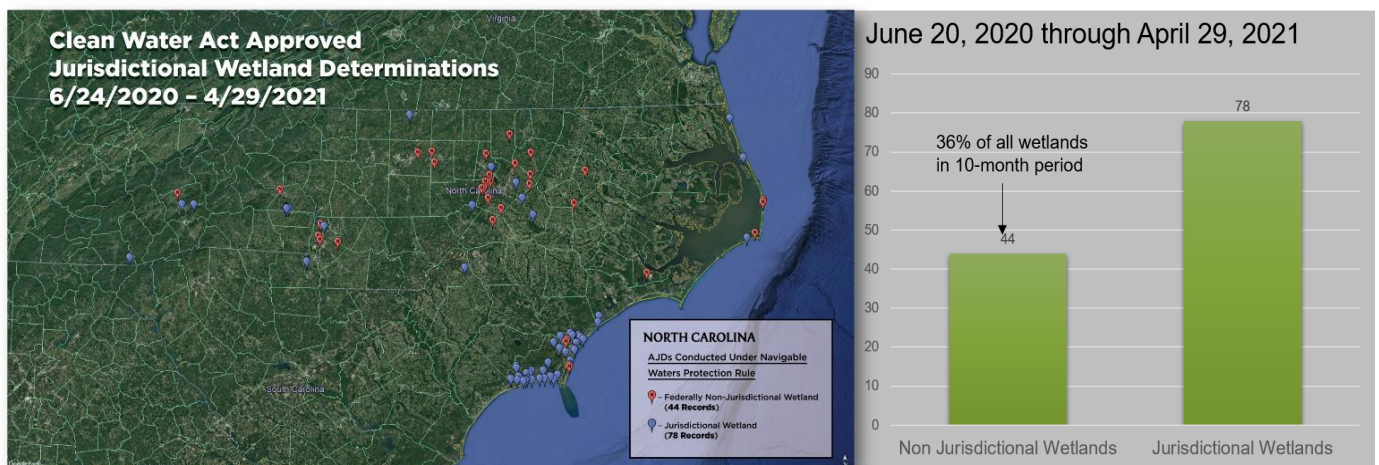 Virginia
Clean Water Act Approved
Jurisdictional Wetland Determinations
6/24/2020 – 4/29/2021
North Carolina
South Carolina
NORTH CAROLINA
AJDs Conducted Under Navigable
Waters Protection Rule
– Federally Non-Jurisdictional Wetland
(44 Records)
– Jurisdictional Wetland
(78 Records)
Google Earth
June 20, 2020 through April 29, 2021
90
80
70
60
50
40
30
20
10
0
36% of all wetlands
in 10-month period
44
78
Non Jurisdictional Wetlands
Jurisdictional Wetlands